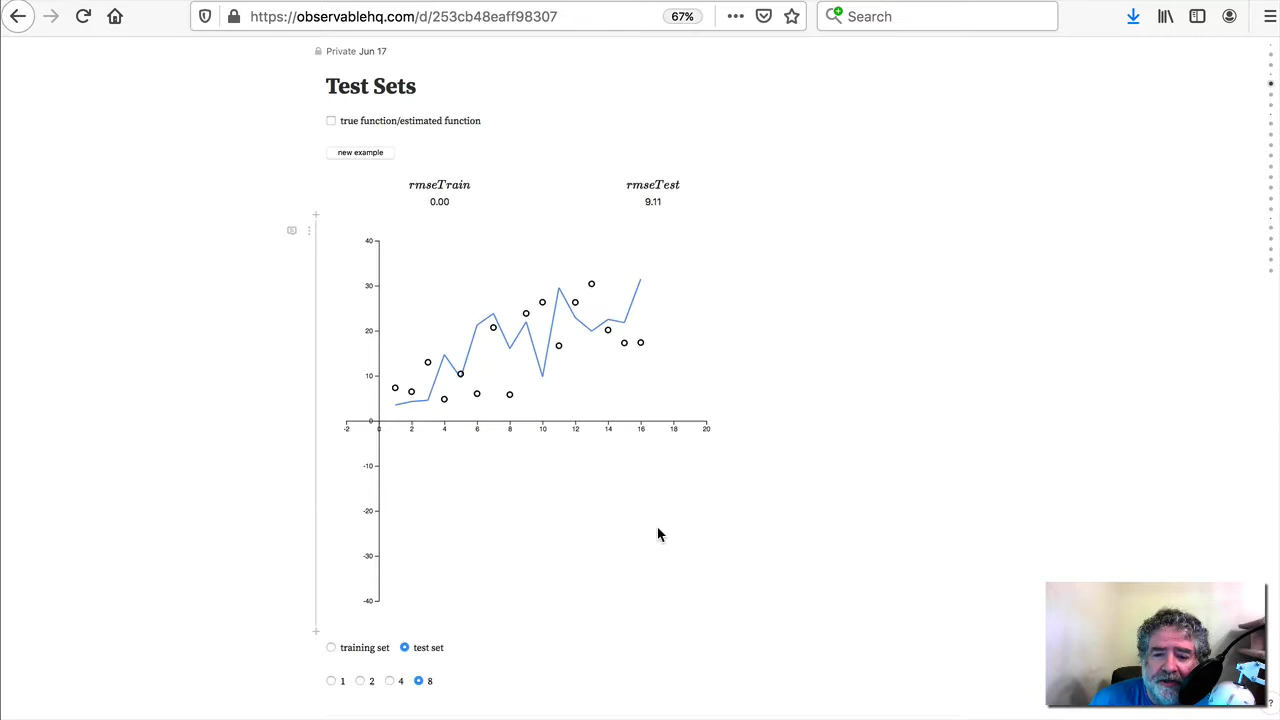 https://observablehq.com/d/253cb48eaff98307
67%
Search
Private Jun 17
Test Sets
true function/estimated function
new example
rmseTrain
rmseTest
0.00
9.11
40
30
20
10
0
-2 0 2 4 6 8 10 12 14 16 18 20
-10
-20
-30
-40
training set
test set
1
2
4
8
?